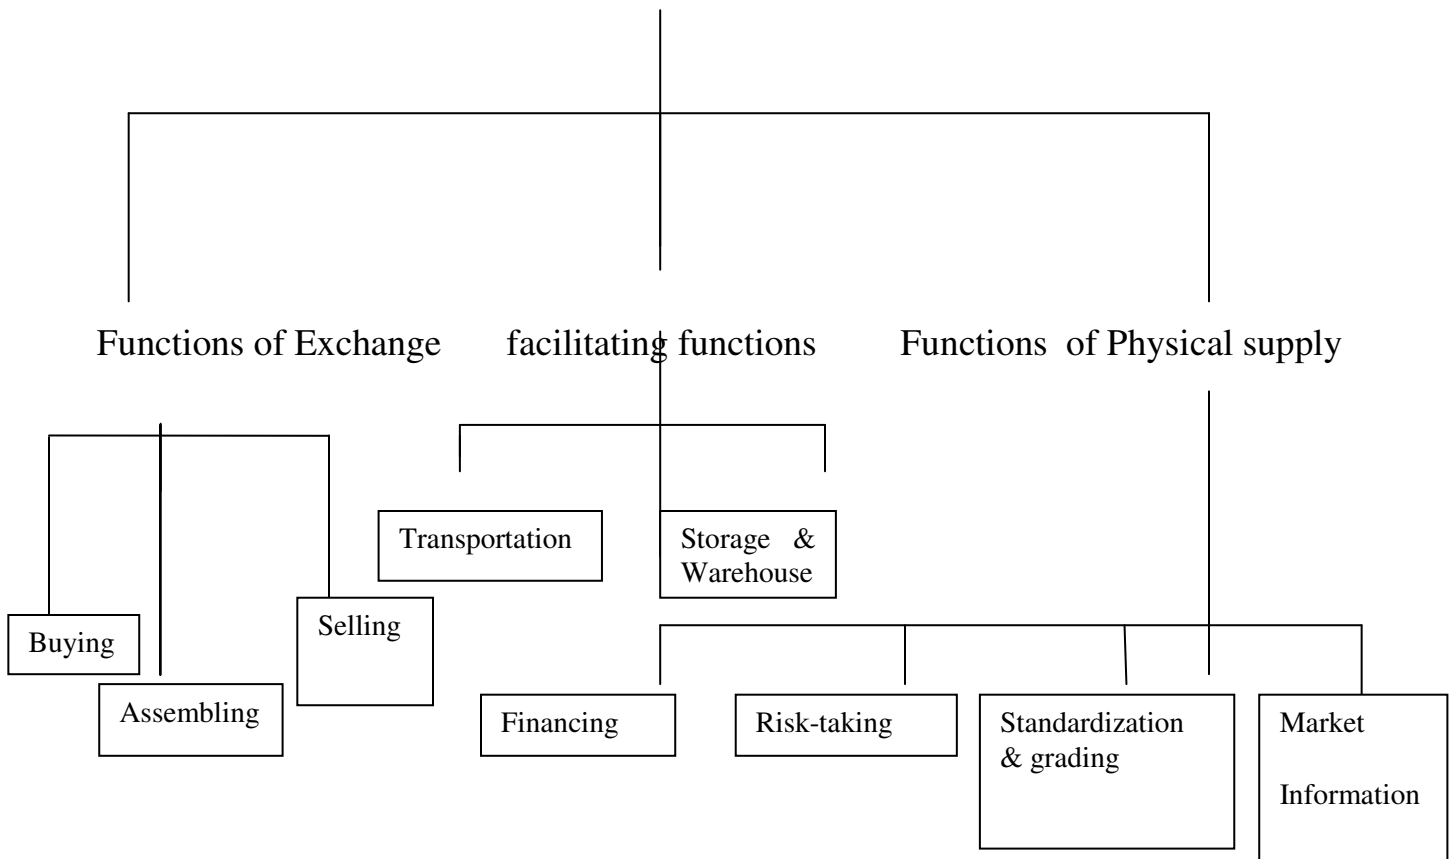 Functions of Exchange
facilitating functions
Functions of Physical supply
Transportation
Storage &
Warehouse
Buying
Assembling
Selling
Financing
Risk-taking
Standardization
& grading
Market
Information